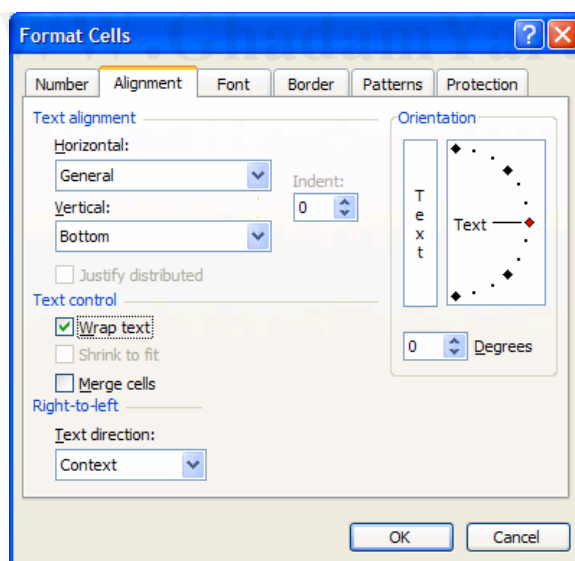 Format Cells
Number Alignment Font Border Patterns Protection
Text alignment
Horizontal:
General
Indent:
0
Vertical:
Bottom
Justify distributed
Text control
Wrap text
Shrink to fit
Merge cells
Right-to-left
Text direction:
Context
Orientation
Text
Text
0 Degrees
OK Cancel